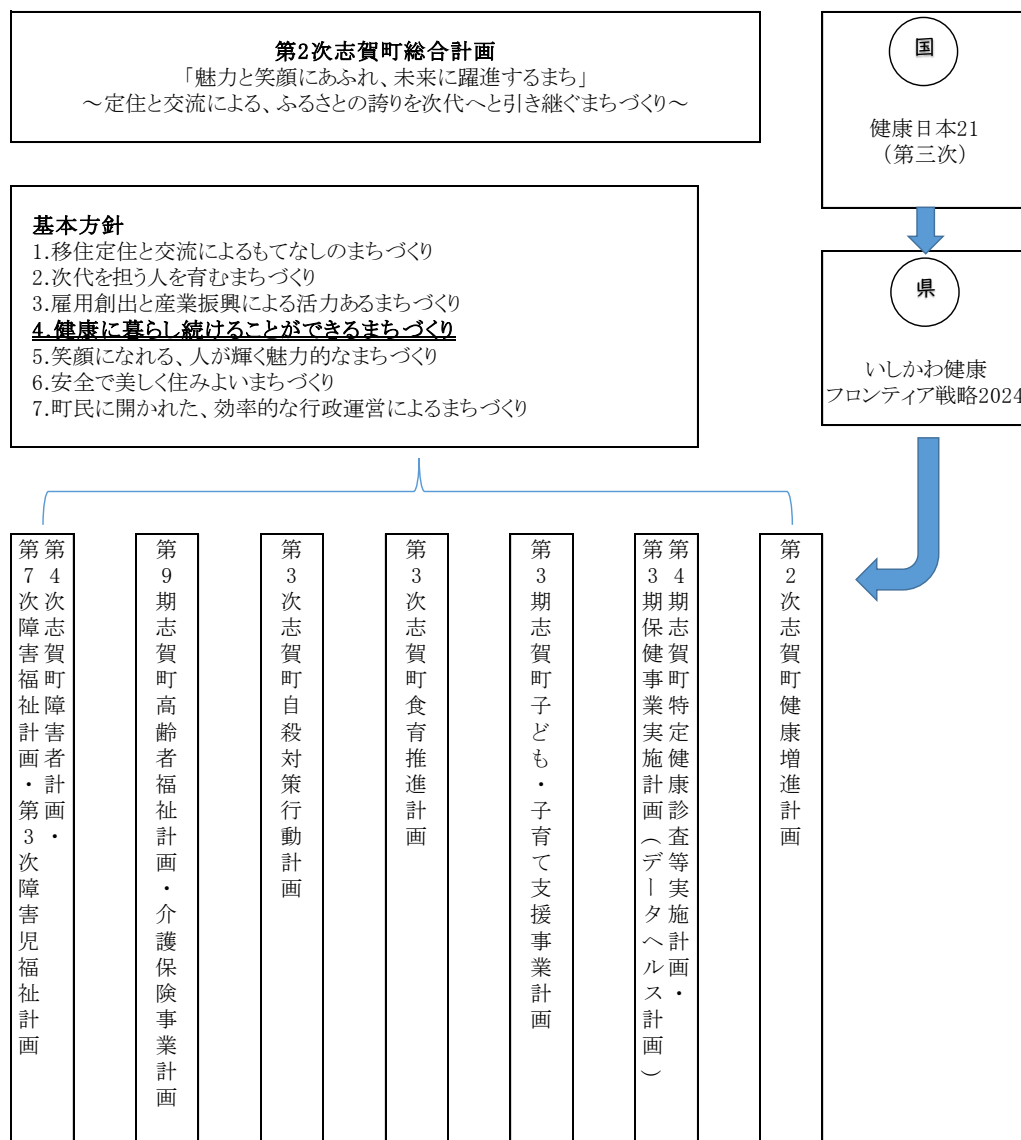 第2次志賀町総合計画
「魅力と笑顔にあふれ、未来に躍進するまち」
～定住と交流による、ふるさとの誇りを次代へと引き継ぐまちづくり～
国
健康日本21
（第三次）
基本方針
1.移住定住と交流によるもてなしのまちづくり
2.次代を担う人を育むまちづくり
3.雇用創出と産業振興による活力あるまちづくり
4.健康に暮らし続けることができるまちづくり
5.笑顔になれる、人が輝く魅力的なまちづくり
6.安全で美しく住みよいまちづくり
7.町民に開かれた、効率的な行政運営によるまちづくり
県
いしかわ健康
フロンティア戦略2024
第2次志賀町健康増進計画
第4期志賀町特定健康診査等実施計画・
第3期保健事業実施計画（データヘルス計画）
第3期志賀町子ども・子育て支援事業計画
第3次志賀町食育推進計画
第3次志賀町自殺対策行動計画
第9期志賀町高齢者福祉計画・介護保険事業計画
第4次志賀町障害者計画・
第7次障害福祉計画・第3次障害児福祉計画